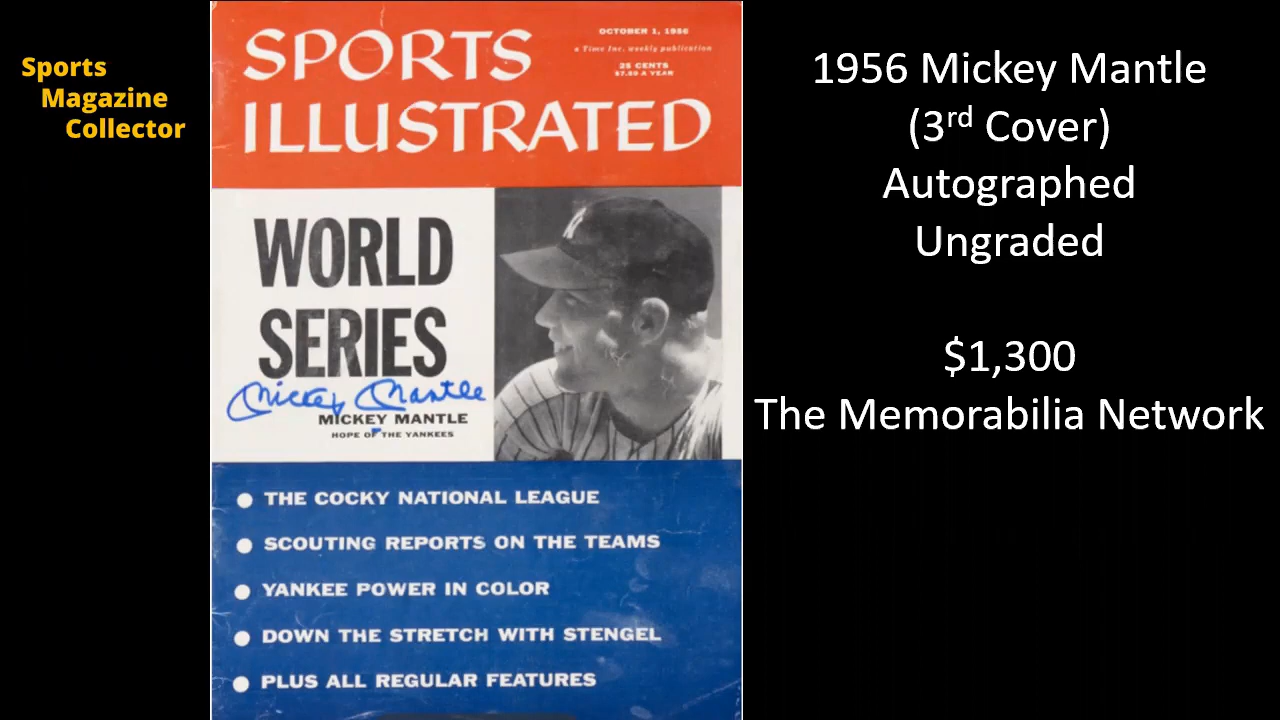 Sports
Magazine
Collector
SPORTS
ILLUSTRATED
OCTOBER 1, 1956
a Time Inc. weekly publication
25 CENTS
$7.50 A YEAR
WORLD
SERIES
Mickey Mantle
MICKEY MANTLE
HOPE OF THE YANKEES
● THE COCKY NATIONAL LEAGUE
● SCOUTING REPORTS ON THE TEAMS
● YANKEE POWER IN COLOR
● DOWN THE STRETCH WITH STENGEL
● PLUS ALL REGULAR FEATURES
1956 Mickey Mantle
(3rd Cover)
Autographed
Ungraded
$1,300
The Memorabilia Network